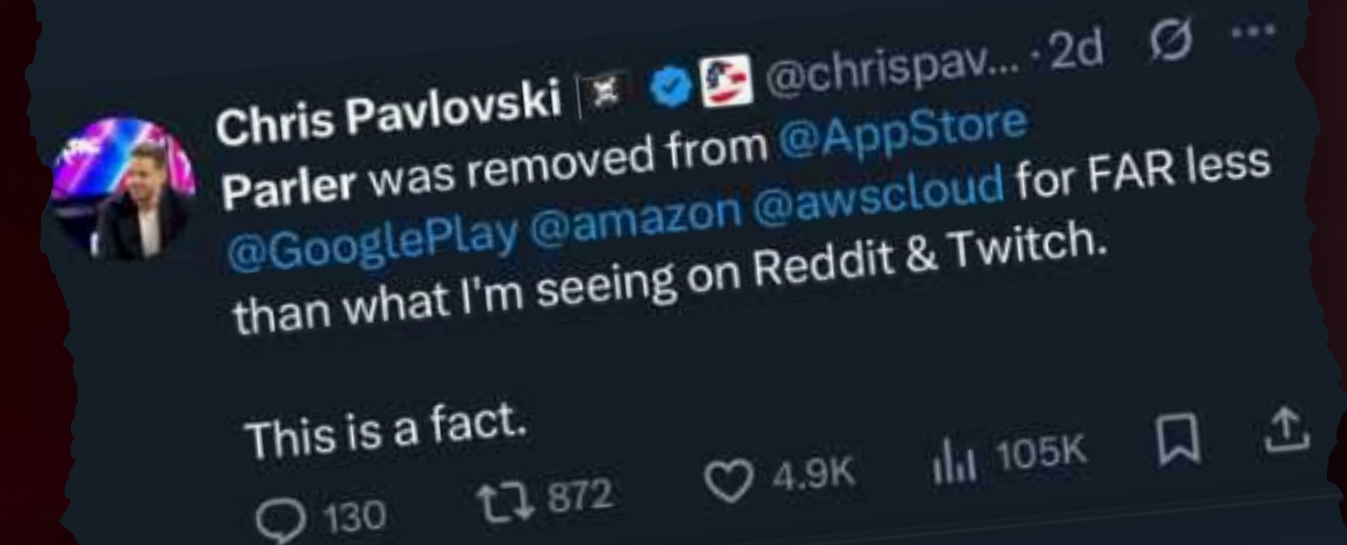 Chris Pavlovski | @chrispav... · 2d
Parler was removed from @AppStore
@GooglePlay @amazon @awscloud for FAR less
than what I'm seeing on Reddit & Twitch.
This is a fact.
130 872 4.9K 105K